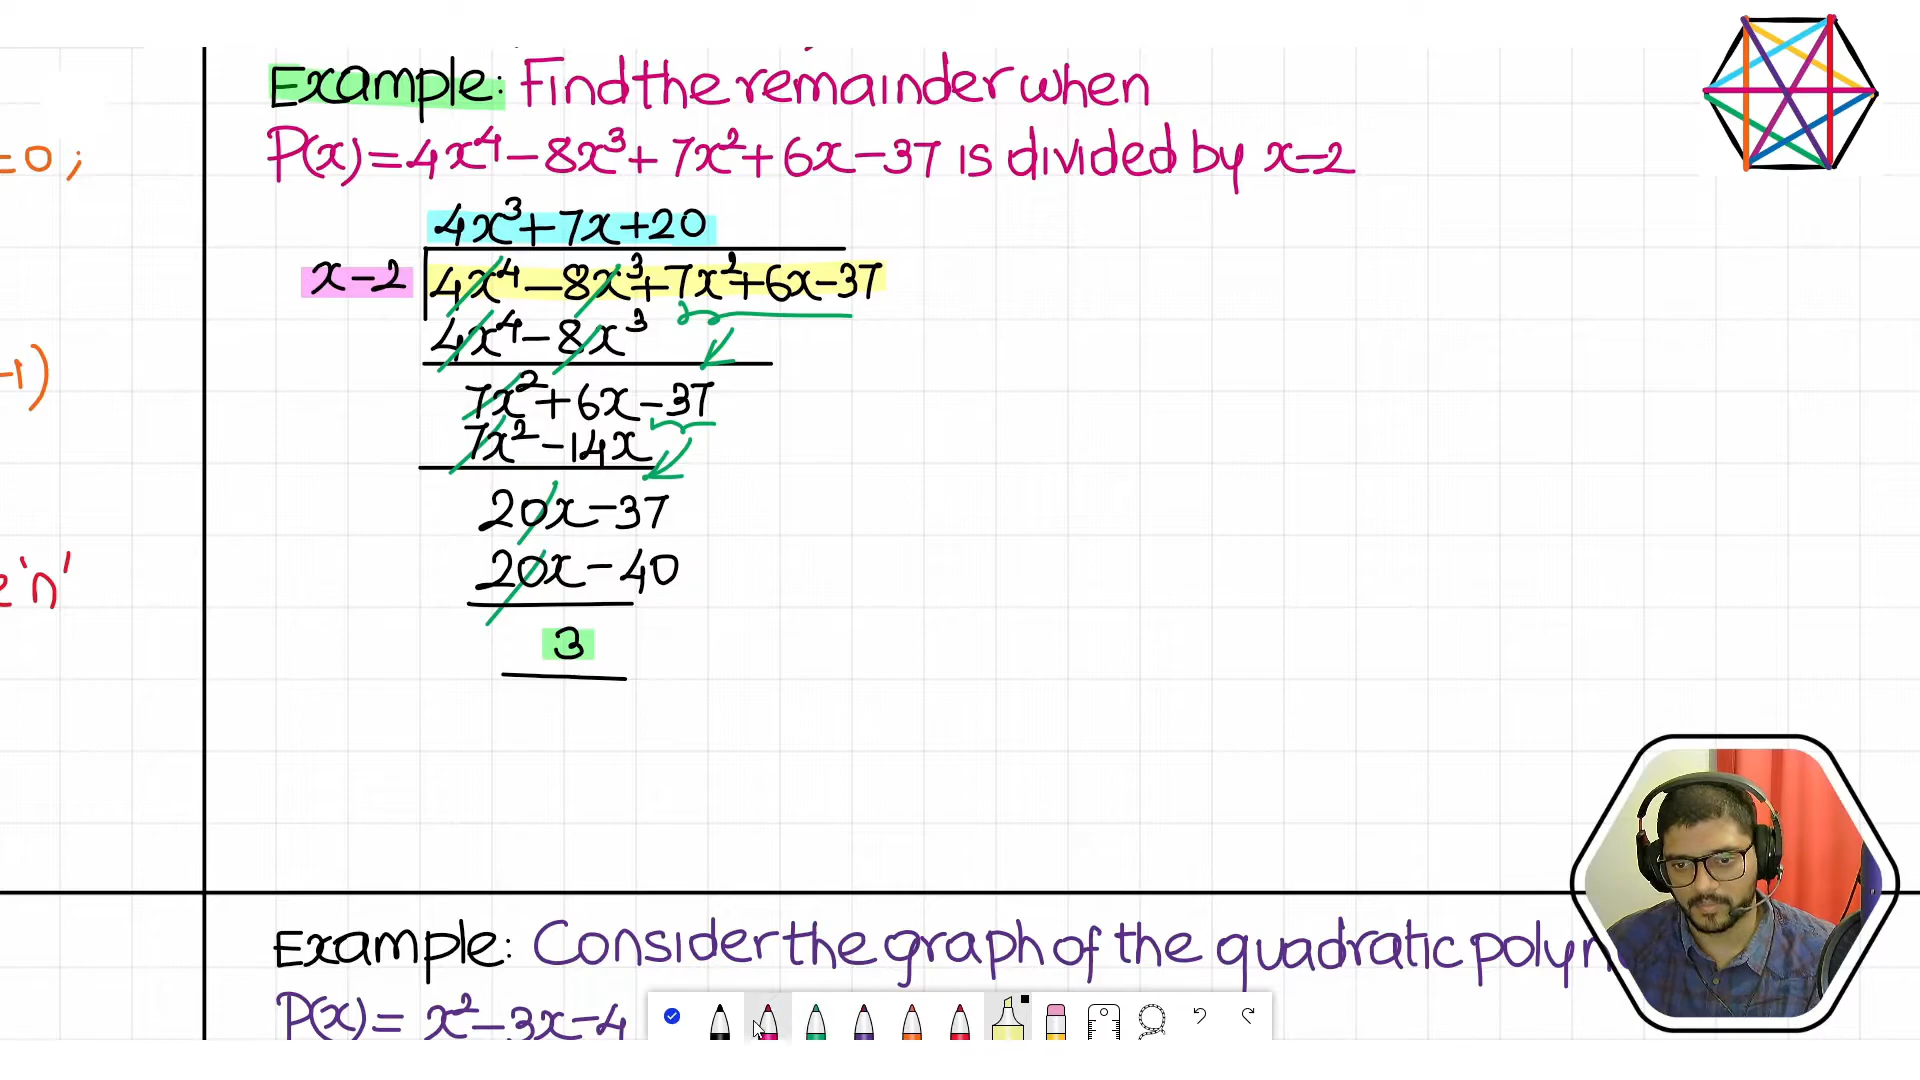 =0;
-1)
'n'
Example: Find the remainder when
P(x)=4x⁴-8x³+7x²+6x-37 is divided by x-2
4x³+7x+20
x-2 4x⁴-8x³+7x²+6x-37
4x⁴-8x³
7x²+6x-37
7x²-14x
20x-37
20x-40
3
Example: Consider the graph of the quadratic polyn
P(x)= x²-3x-4